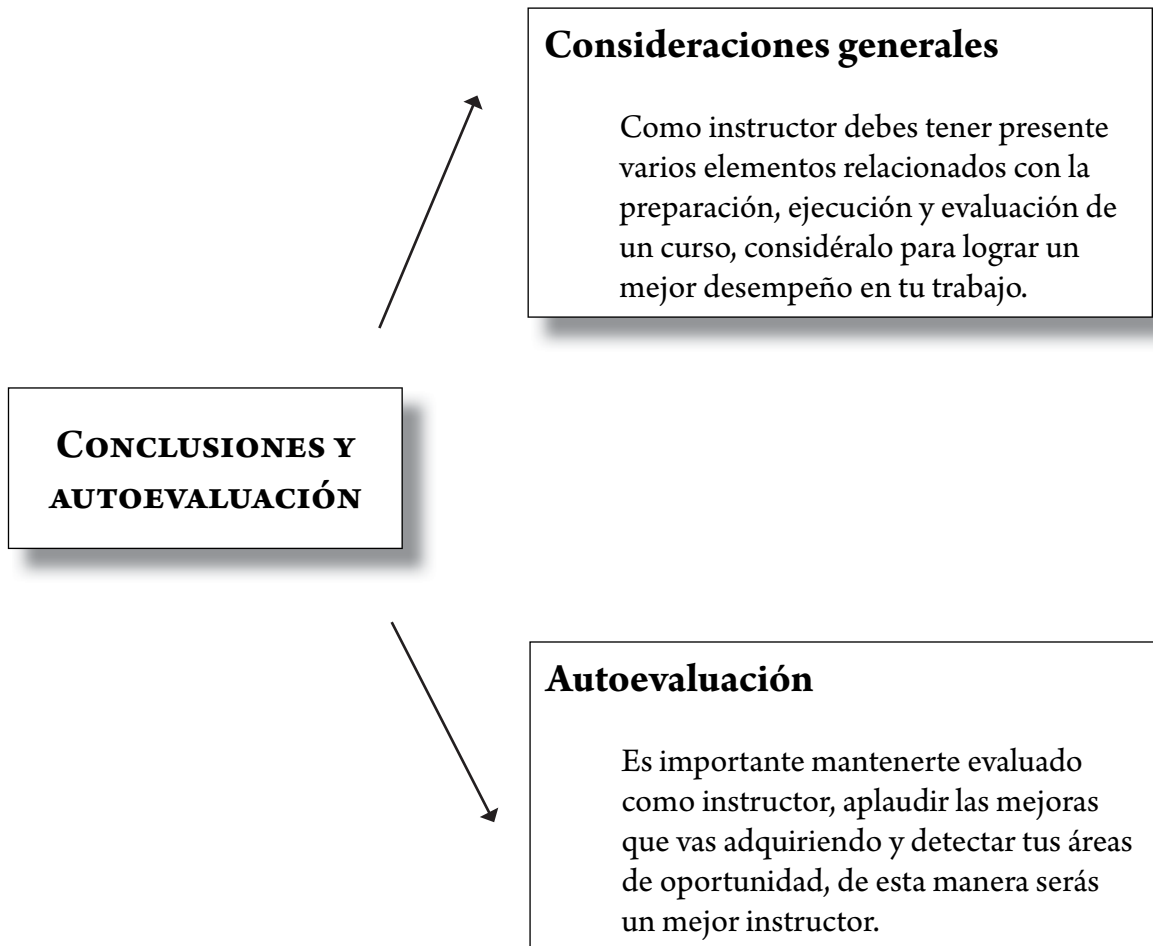 Consideraciones generales
Como instructor debes tener presente
varios elementos relacionados con la
preparación, ejecución y evaluación de
un curso, considéralo para lograr un
mejor desempeño en tu trabajo.
Conclusiones y
autoevaluación
Autoevaluación
Es importante mantenerte evaluado
como instructor, aplaudir las mejoras
que vas adquiriendo y detectar tus áreas
de oportunidad, de esta manera serás
un mejor instructor.